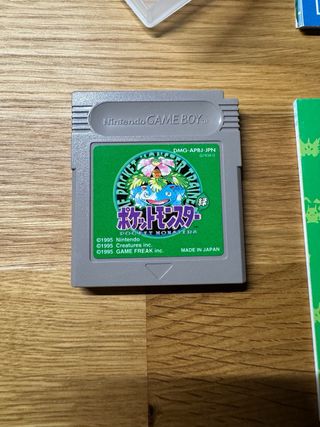 Nintendo GAME BOY
DMG-APBJ-JPN
ポケットモンスター
緑
POCKET MONSTERS
©1995 Nintendo
©1995 Creatures inc.
©1995 GAME FREAK inc.
MADE IN JAPAN